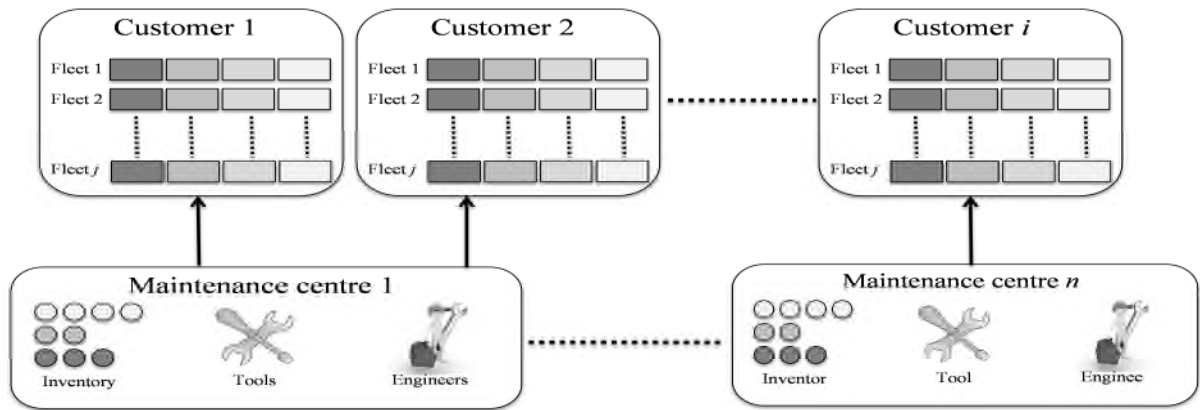 Customer 1
Fleet 1
Fleet 2
Fleet j
Customer 2
Fleet 1
Fleet 2
Fleet j
Customer i
Fleet 1
Fleet 2
Fleet j
Maintenance centre 1
Inventory Tools Engineers
Maintenance centre n
Inventor Tool Enginee